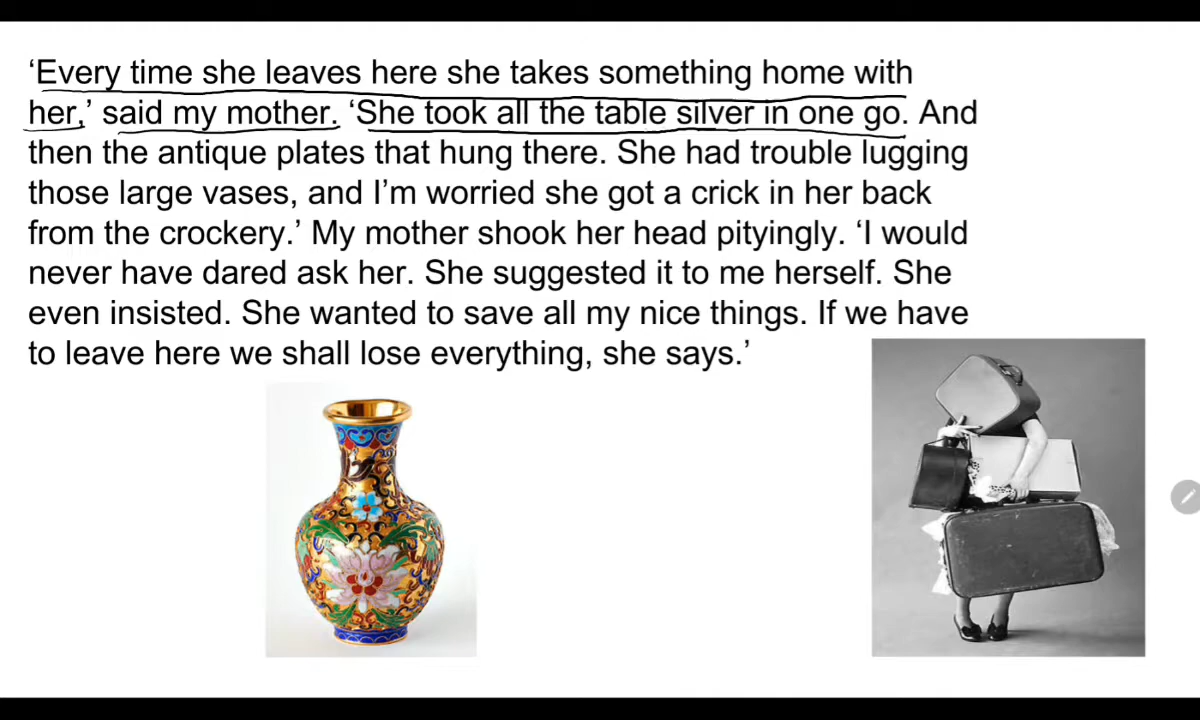 ‘Every time she leaves here she takes something home with
her,’ said my mother. ‘She took all the table silver in one go. And
then the antique plates that hung there. She had trouble lugging
those large vases, and I’m worried she got a crick in her back
from the crockery.’ My mother shook her head pityingly. ‘I would
never have dared ask her. She suggested it to me herself. She
even insisted. She wanted to save all my nice things. If we have
to leave here we shall lose everything, she says.’